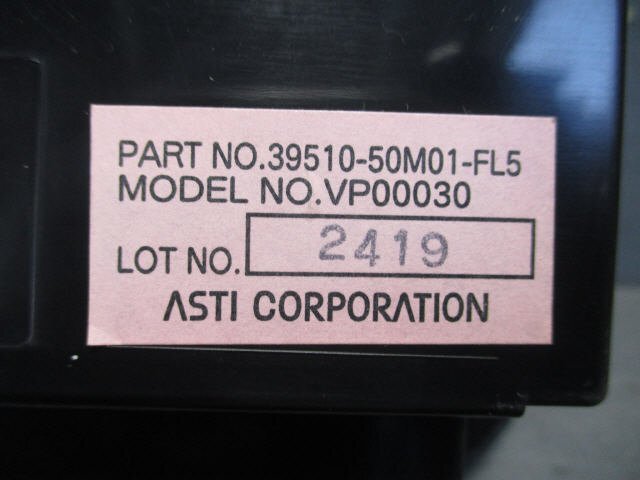 PART NO.39510-50M01-FL5
MODEL NO.VP00030
LOT NO. 2419
ASTI CORPORATION